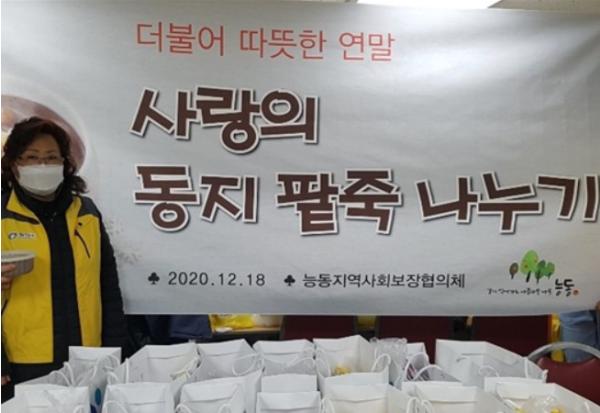 더불어 따뜻한 연말
사랑의
동지 팥죽 나누기
♣ 2020.12.18 ♣ 능동지역사회보장협의체
능동